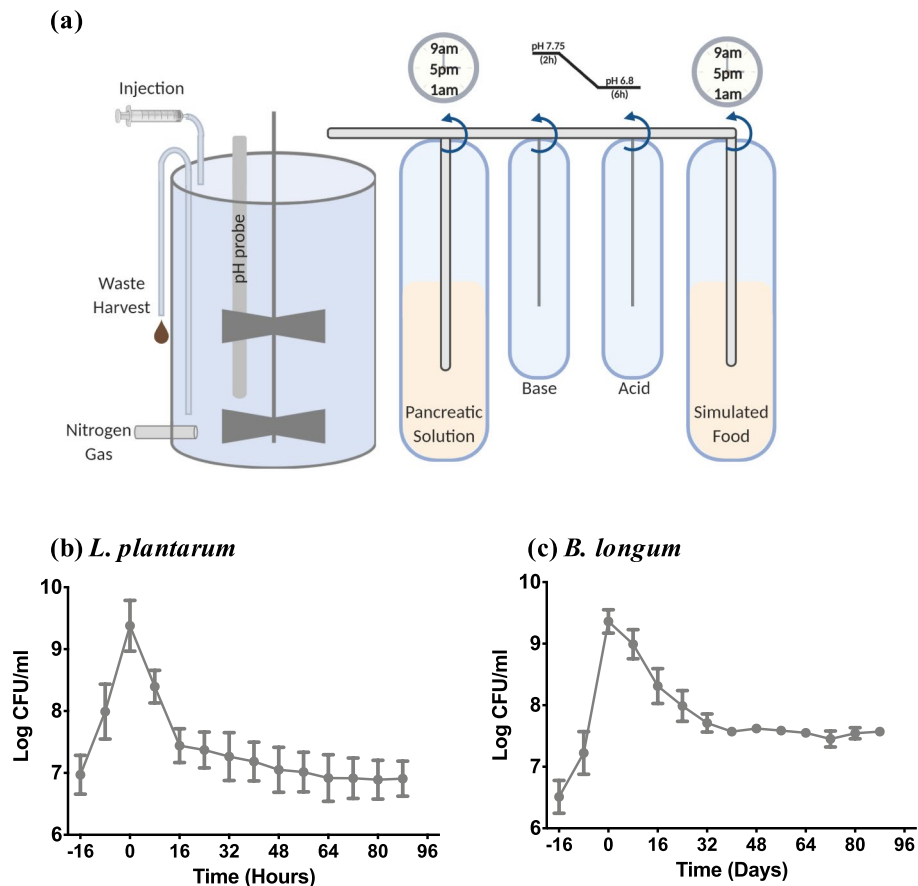 (a)
9am
5pm
1am
pH 7.75
(2h)
pH 6.8
(6h)
9am
5pm
1am
Injection
pH probe
Waste
Harvest
Nitrogen
Gas
Pancreatic
Solution
Base
Acid
Simulated
Food
(b) L. plantarum
10
9
8
7
6
Log CFU/ml
-16 0 16 32 48 64 80 96
Time (Hours)
(c) B. longum
10
9
8
7
6
Log CFU/ml
-16 0 16 32 48 64 80 96
Time (Days)